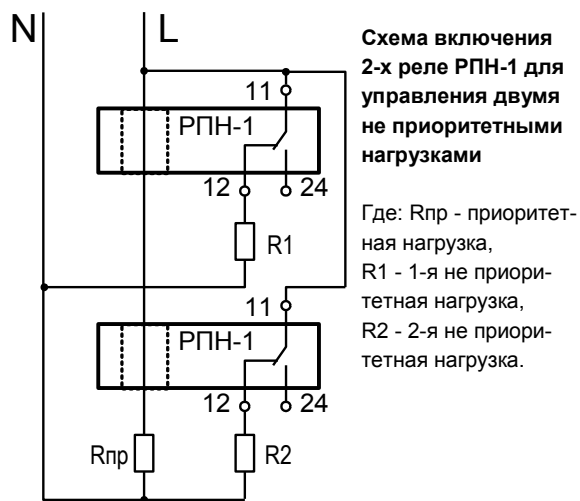 N
L
Схема включения
2-х реле РПН-1 для
управления двумя
не приоритетными
нагрузками
11
РПН-1
12
24
R1
Где: Rпр - приоритет-
ная нагрузка,
R1 - 1-я не приори-
тетная нагрузка,
R2 - 2-я не приори-
тетная нагрузка.
11
РПН-1
12
24
Rпр
R2